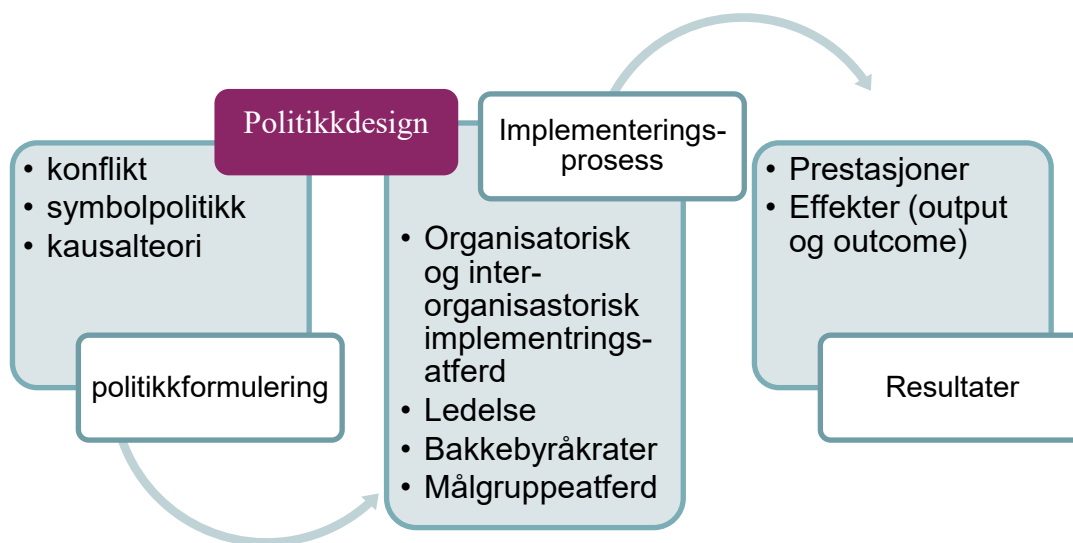 Politikkdesign
• konflikt
• symbolpolitikk
• kausalteori
politikkformulering
Implementerings-
prosess
• Organisatorisk
og inter-
organisastorisk
implementrings-
atferd
• Ledelse
• Bakkebyråkrater
• Målgruppeatferd
• Prestasjoner
• Effekter (output
og outcome)
Resultater